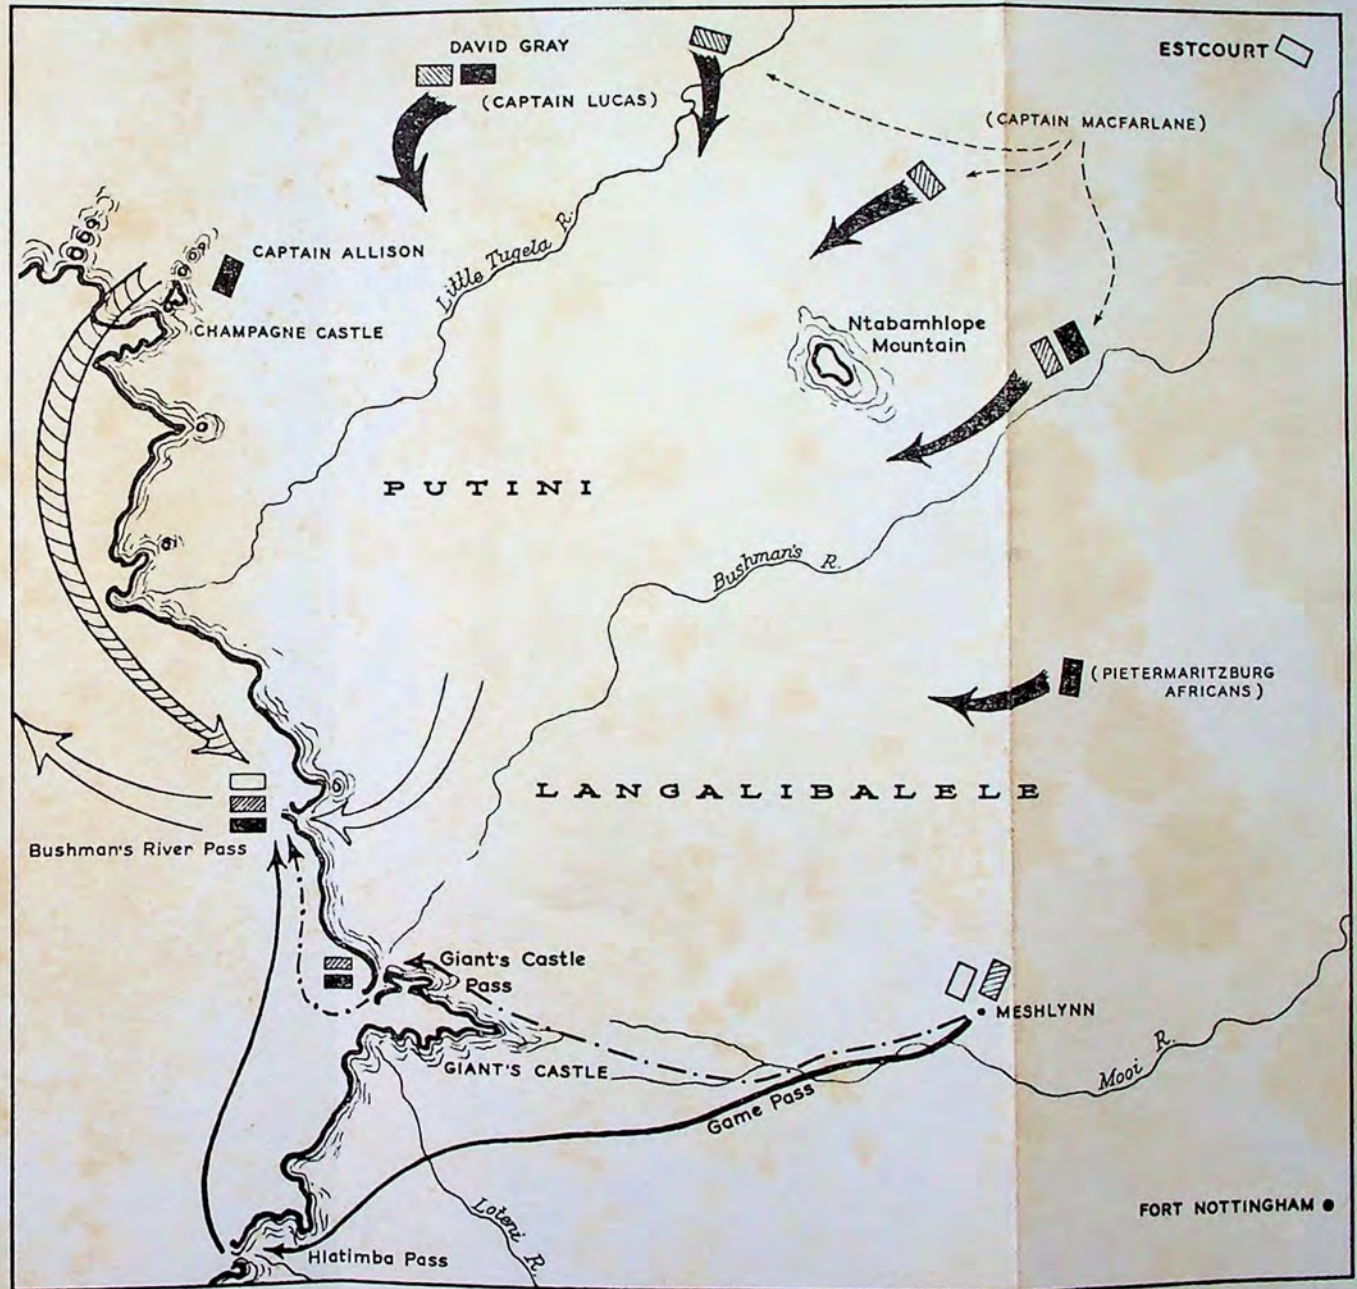 DAVID GRAY
(CAPTAIN LUCAS)
ESTCOURT
(CAPTAIN MACFARLANE)
Little Tugela R.
CAPTAIN ALLISON
CHAMPAGNE CASTLE
Ntabamhlope
Mountain
PUTINI
Bushman's R.
(PIETERMARITZBURG
AFRICANS)
LANGALIBALELE
Bushman's River Pass
Giant's Castle
Pass
MESHLYNN
GIANT'S CASTLE
Mooi R.
Game Pass
Loteni R.
FORT NOTTINGHAM
Hlatimba Pass